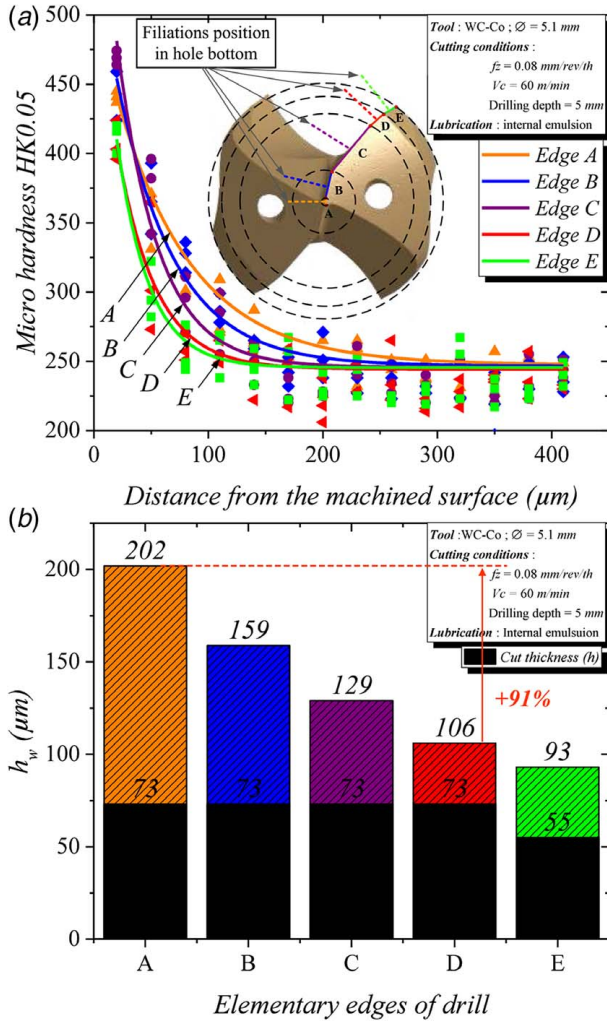 (a)
Filiations position
in hole bottom
Tool : WC-Co ; Ø = 5.1 mm
Cutting conditions :
fz = 0.08 mm/rev/th
Vc = 60 m/min
Drilling depth = 5 mm
Lubrication : internal emulsion
Edge A
Edge B
Edge C
Edge D
Edge E
E
D
C
B
A
A
B
C
D
E
Micro hardness HK0.05
500
450
400
350
300
250
200
0 100 200 300 400
Distance from the machined surface (µm)
(b)
Tool :WC-Co ; Ø = 5.1 mm
Cutting conditions :
fz = 0.08 mm/rev/th
Vc = 60 m/min
Drilling depth = 5 mm
Lubrication : Internal emulsuion
Cut thickness (h)
+91%
202
159
129
106
93
73 73 73 73 55
hw (µm)
200
150
100
50
0
A B C D E
Elementary edges of drill